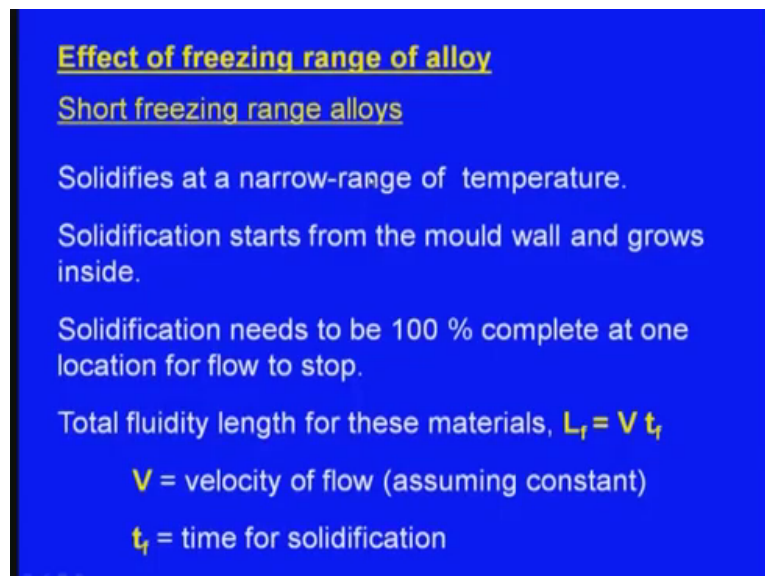 Effect of freezing range of alloy
Short freezing range alloys
Solidifies at a narrow-range of temperature.
Solidification starts from the mould wall and grows
inside.
Solidification needs to be 100 % complete at one
location for flow to stop.
Total fluidity length for these materials, Lf = V tf
V = velocity of flow (assuming constant)
tf = time for solidification